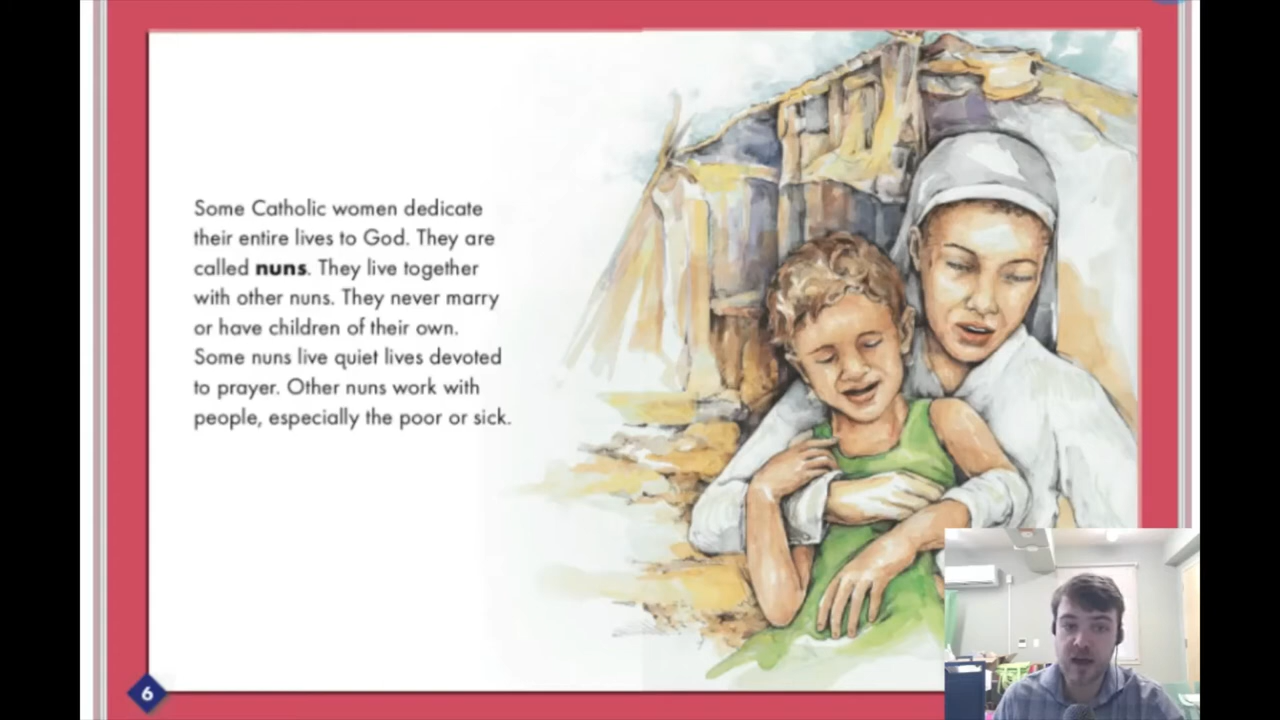 Some Catholic women dedicate
their entire lives to God. They are
called nuns. They live together
with other nuns. They never marry
or have children of their own.
Some nuns live quiet lives devoted
to prayer. Other nuns work with
people, especially the poor or sick.
6